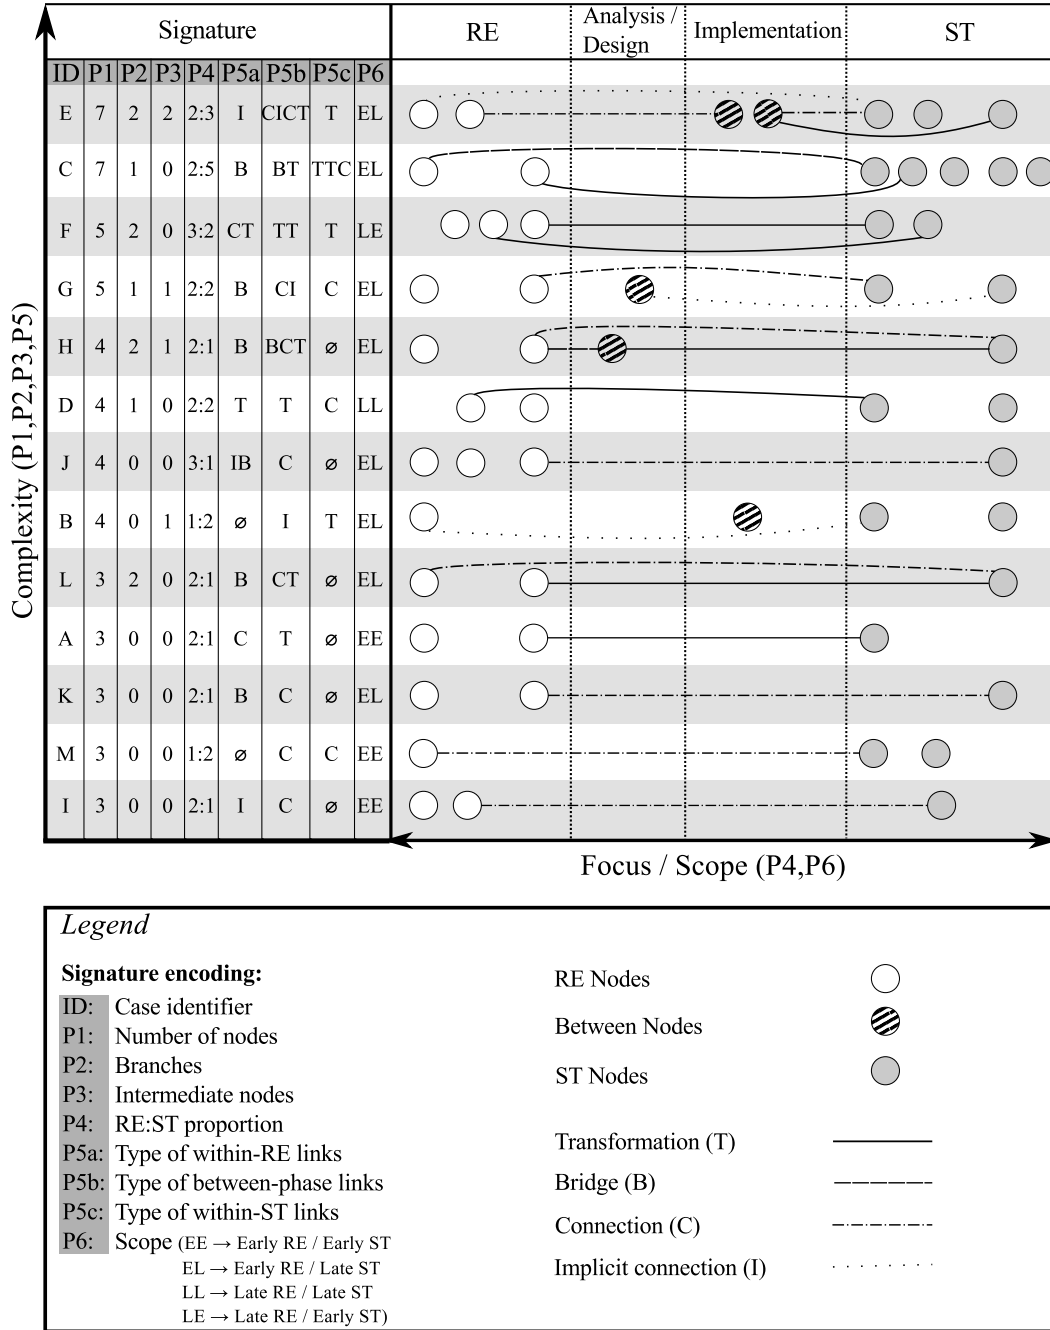 Signature RE Analysis / Design Implementation ST
ID P1 P2 P3 P4 P5a P5b P5c P6
E 7 2 2 2:3 I CICT T EL
C 7 1 0 2:5 B BT TTC EL
F 5 2 0 3:2 CT TT T LE
G 5 1 1 2:2 B CI C EL
H 4 2 1 2:1 B BCT ∅ EL
D 4 1 0 2:2 T T C LL
J 4 0 0 3:1 IB C ∅ EL
B 4 0 1 1:2 ∅ I T EL
L 3 2 0 2:1 B CT ∅ EL
A 3 0 0 2:1 C T ∅ EE
K 3 0 0 2:1 B C ∅ EL
M 3 0 0 1:2 ∅ C C EE
I 3 0 0 2:1 I C ∅ EE
Complexity (P1,P2,P3,P5)
Focus / Scope (P4,P6)
Legend
Signature encoding:
ID: Case identifier
P1: Number of nodes
P2: Branches
P3: Intermediate nodes
P4: RE:ST proportion
P5a: Type of within-RE links
P5b: Type of between-phase links
P5c: Type of within-ST links
P6: Scope (EE → Early RE / Early ST
EL → Early RE / Late ST
LL → Late RE / Late ST
LE → Late RE / Early ST)
RE Nodes
Between Nodes
ST Nodes
Transformation (T)
Bridge (B)
Connection (C)
Implicit connection (I)